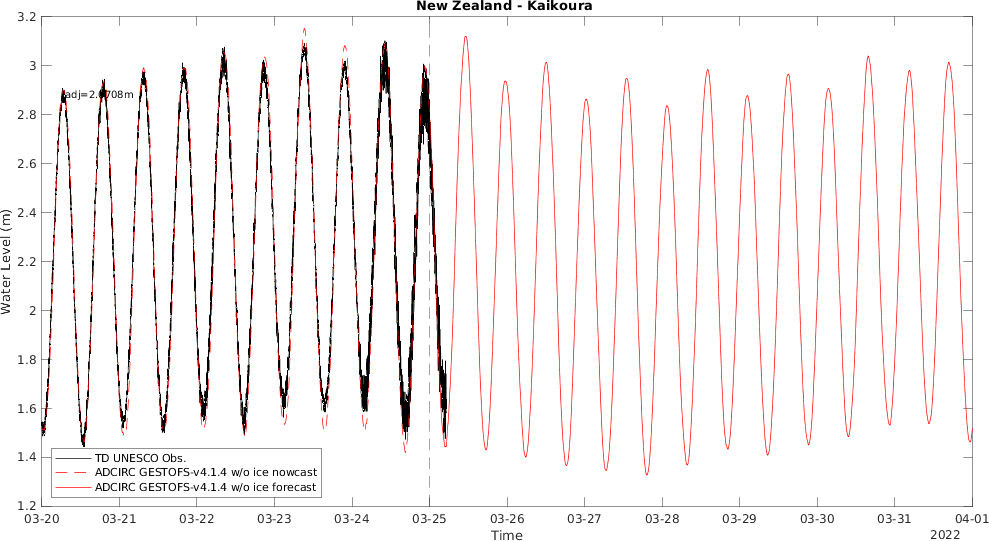 New Zealand - Kaikoura
3.2
3
2.8
2.6
2.4
2.2
2
1.8
1.6
1.4
1.2
Water Level (m)
TD UNESCO Obs.
ADCIRC GESTOFS-v4.1.4 w/o ice nowcast
ADCIRC GESTOFS-v4.1.4 w/o ice forecast
03-20 03-21 03-22 03-23 03-24 03-25 03-26 03-27 03-28 03-29 03-30 03-31 04-01
Time
2022